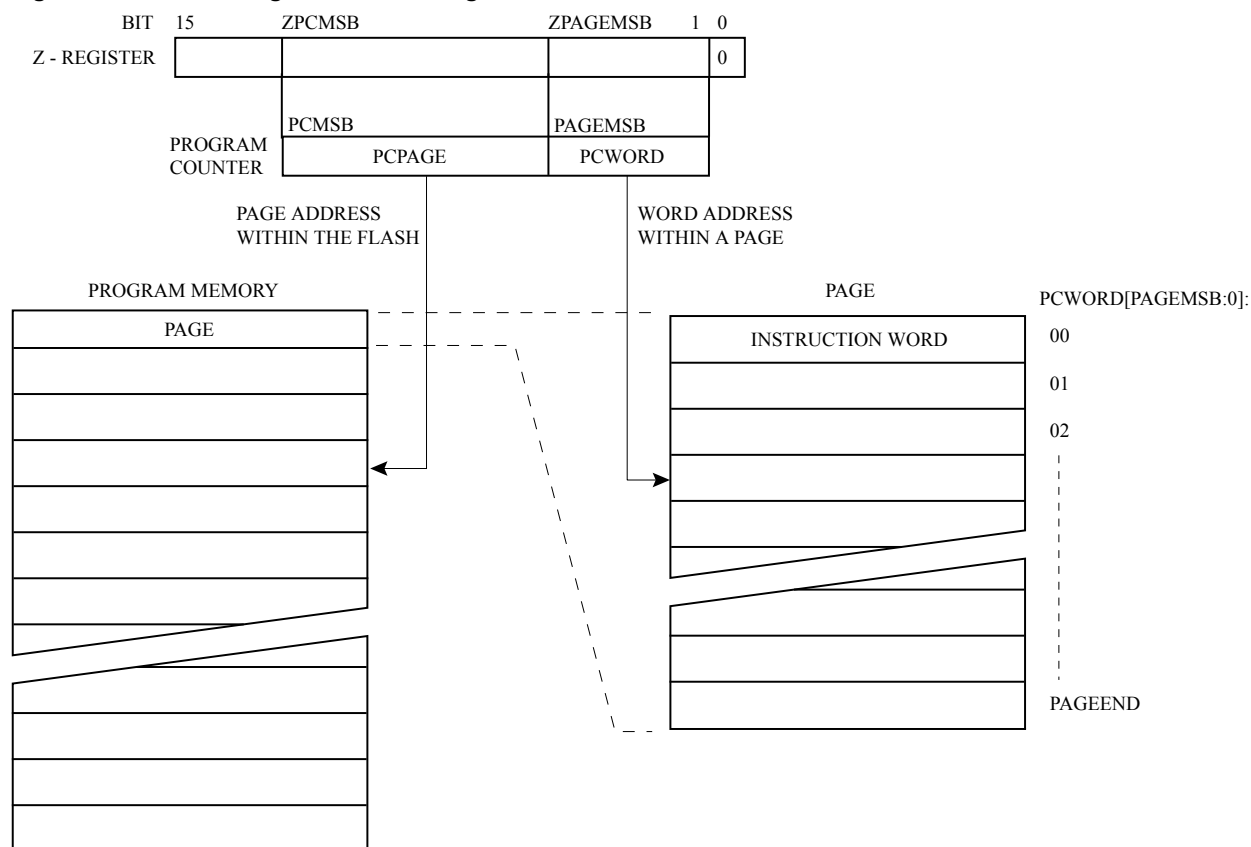 BIT 15 ZPCMSB ZPAGEMSB 1 0
Z - REGISTER 0
PCMSB PAGEMSB
PROGRAM
COUNTER
PCPAGE PCWORD
PAGE ADDRESS
WITHIN THE FLASH
WORD ADDRESS
WITHIN A PAGE
PROGRAM MEMORY
PAGE
PAGE
PCWORD[PAGEMSB:0]:
INSTRUCTION WORD
00
01
02
PAGEEND